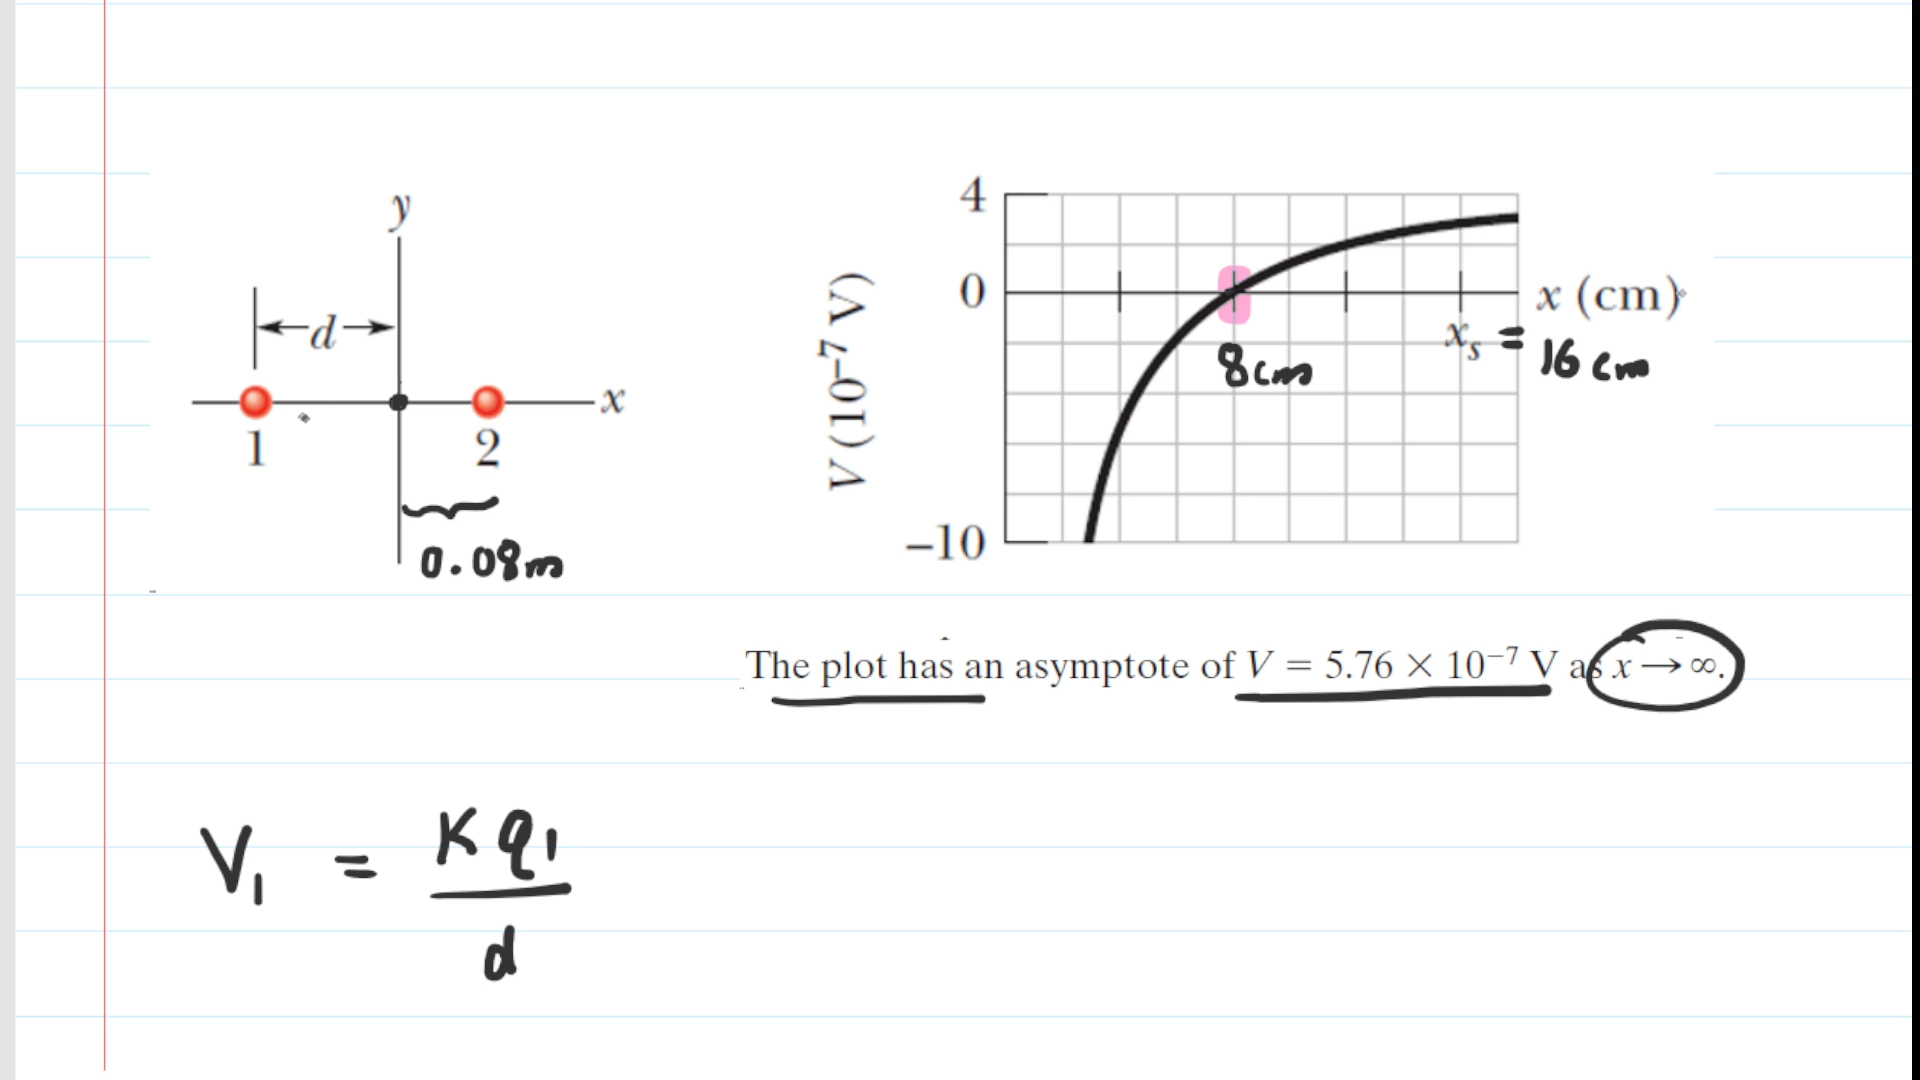 y
d
x
1
2
0.08m
4
0
-10
V (10⁻⁷ V)
x (cm)
8cm
xₛ = 16 cm
The plot has an asymptote of V = 5.76 × 10⁻⁷ V as x → ∞.
V₁ = Kq₁
d